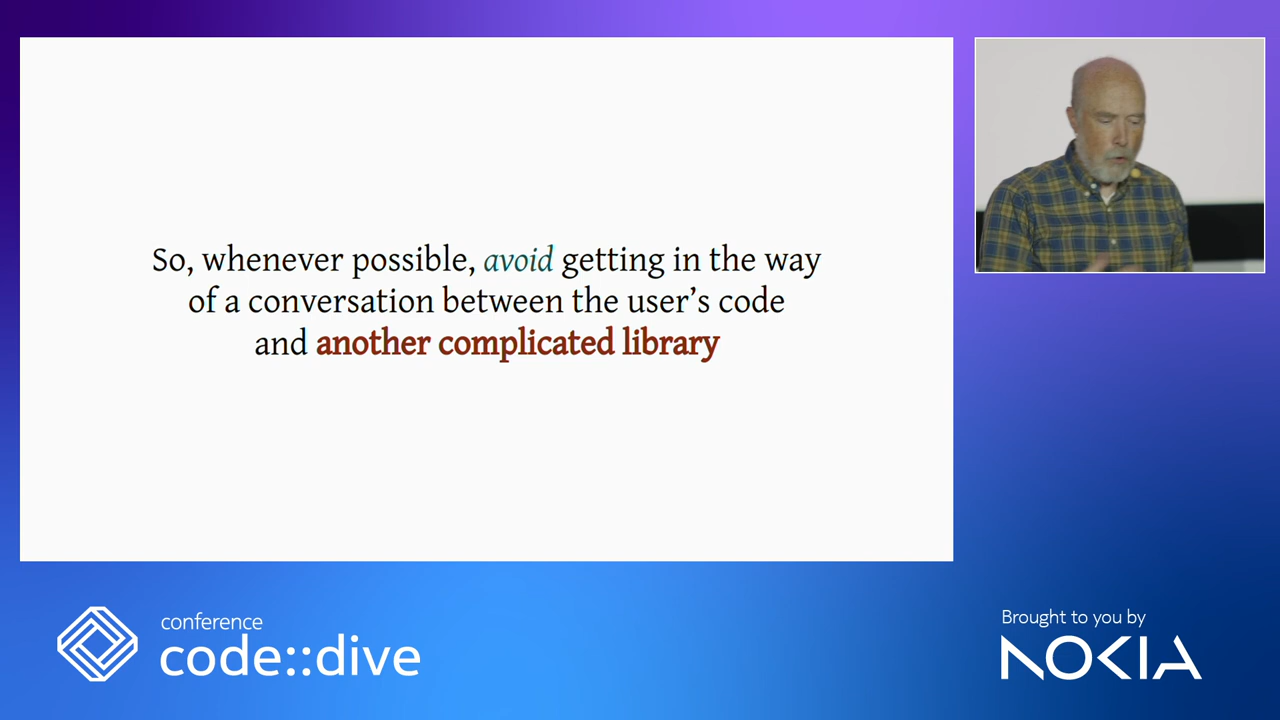 So, whenever possible, avoid getting in the way
of a conversation between the user’s code
and another complicated library
conference
code::dive
Brought to you by
NOKIA